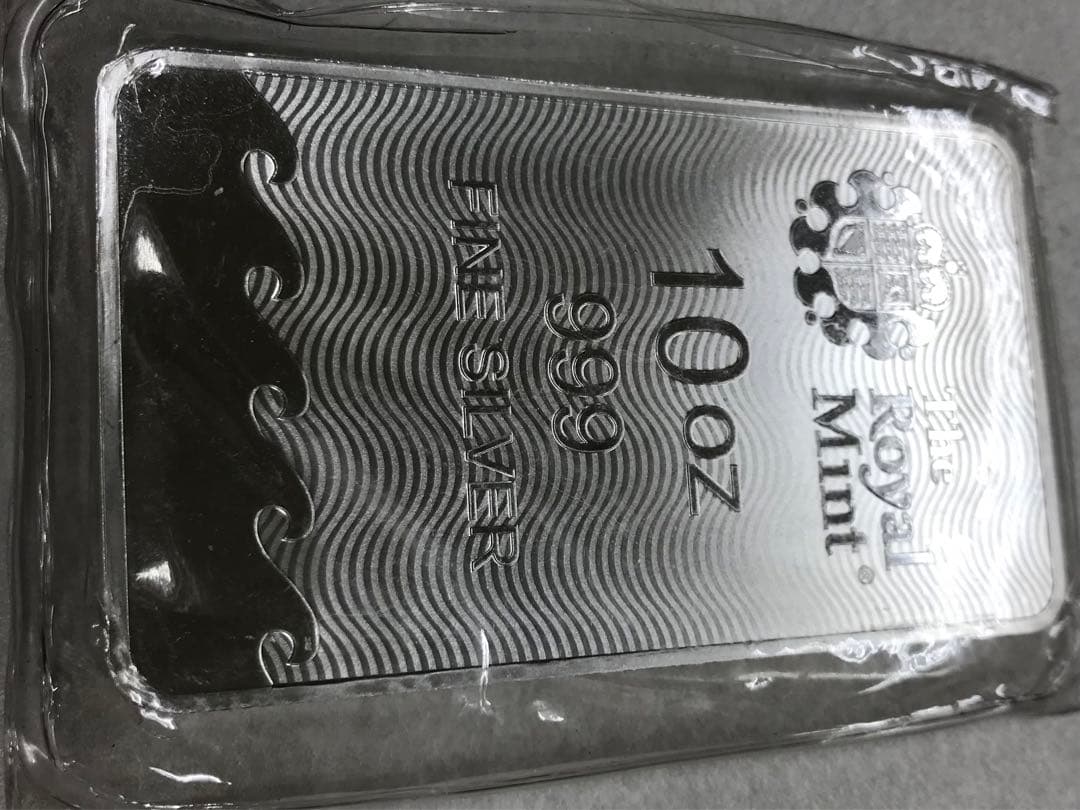 The
Royal
Mint®
10 oz
999
FINE SILVER